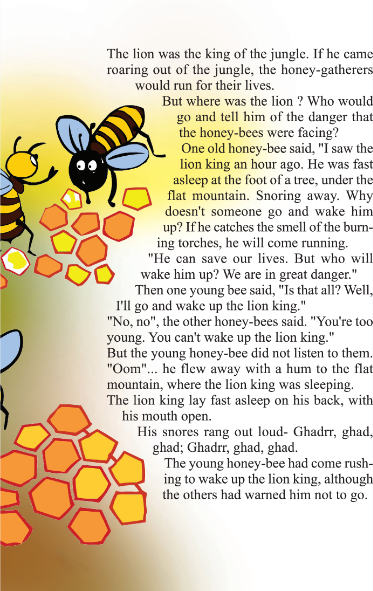 The lion was the king of the jungle. If he came
roaring out of the jungle, the honey-gatherers
would run for their lives.
But where was the lion ? Who would
go and tell him of the danger that
the honey-bees were facing?
One old honey-bee said, "I saw the
lion king an hour ago. He was fast
asleep at the foot of a tree, under the
flat mountain. Snoring away. Why
doesn't someone go and wake him
up? If he catches the smell of the burn-
ing torches, he will come running.
"He can save our lives. But who will
wake him up? We are in great danger."
Then one young bee said, "Is that all? Well,
I'll go and wake up the lion king."
"No, no", the other honey-bees said. "You're too
young. You can't wake up the lion king."
But the young honey-bee did not listen to them.
"Oom"... he flew away with a hum to the flat
mountain, where the lion king was sleeping.
The lion king lay fast asleep on his back, with
his mouth open.
His snores rang out loud- Ghadrr, ghad,
ghad; Ghadrr, ghad, ghad.
The young honey-bee had come rush-
ing to wake up the lion king, although
the others had warned him not to go.